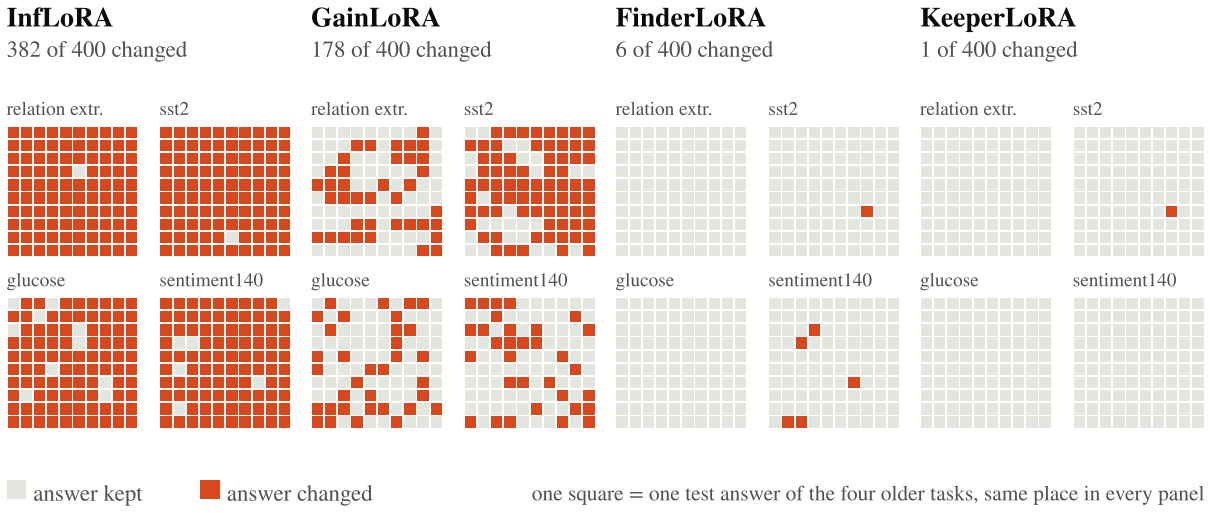 InfLoRA
382 of 400 changed
relation extr.
sst2
glucose
sentiment140
GainLoRA
178 of 400 changed
relation extr.
sst2
glucose
sentiment140
FinderLoRA
6 of 400 changed
relation extr.
sst2
glucose
sentiment140
KeeperLoRA
1 of 400 changed
relation extr.
sst2
glucose
sentiment140
answer kept
answer changed
one square = one test answer of the four older tasks, same place in every panel